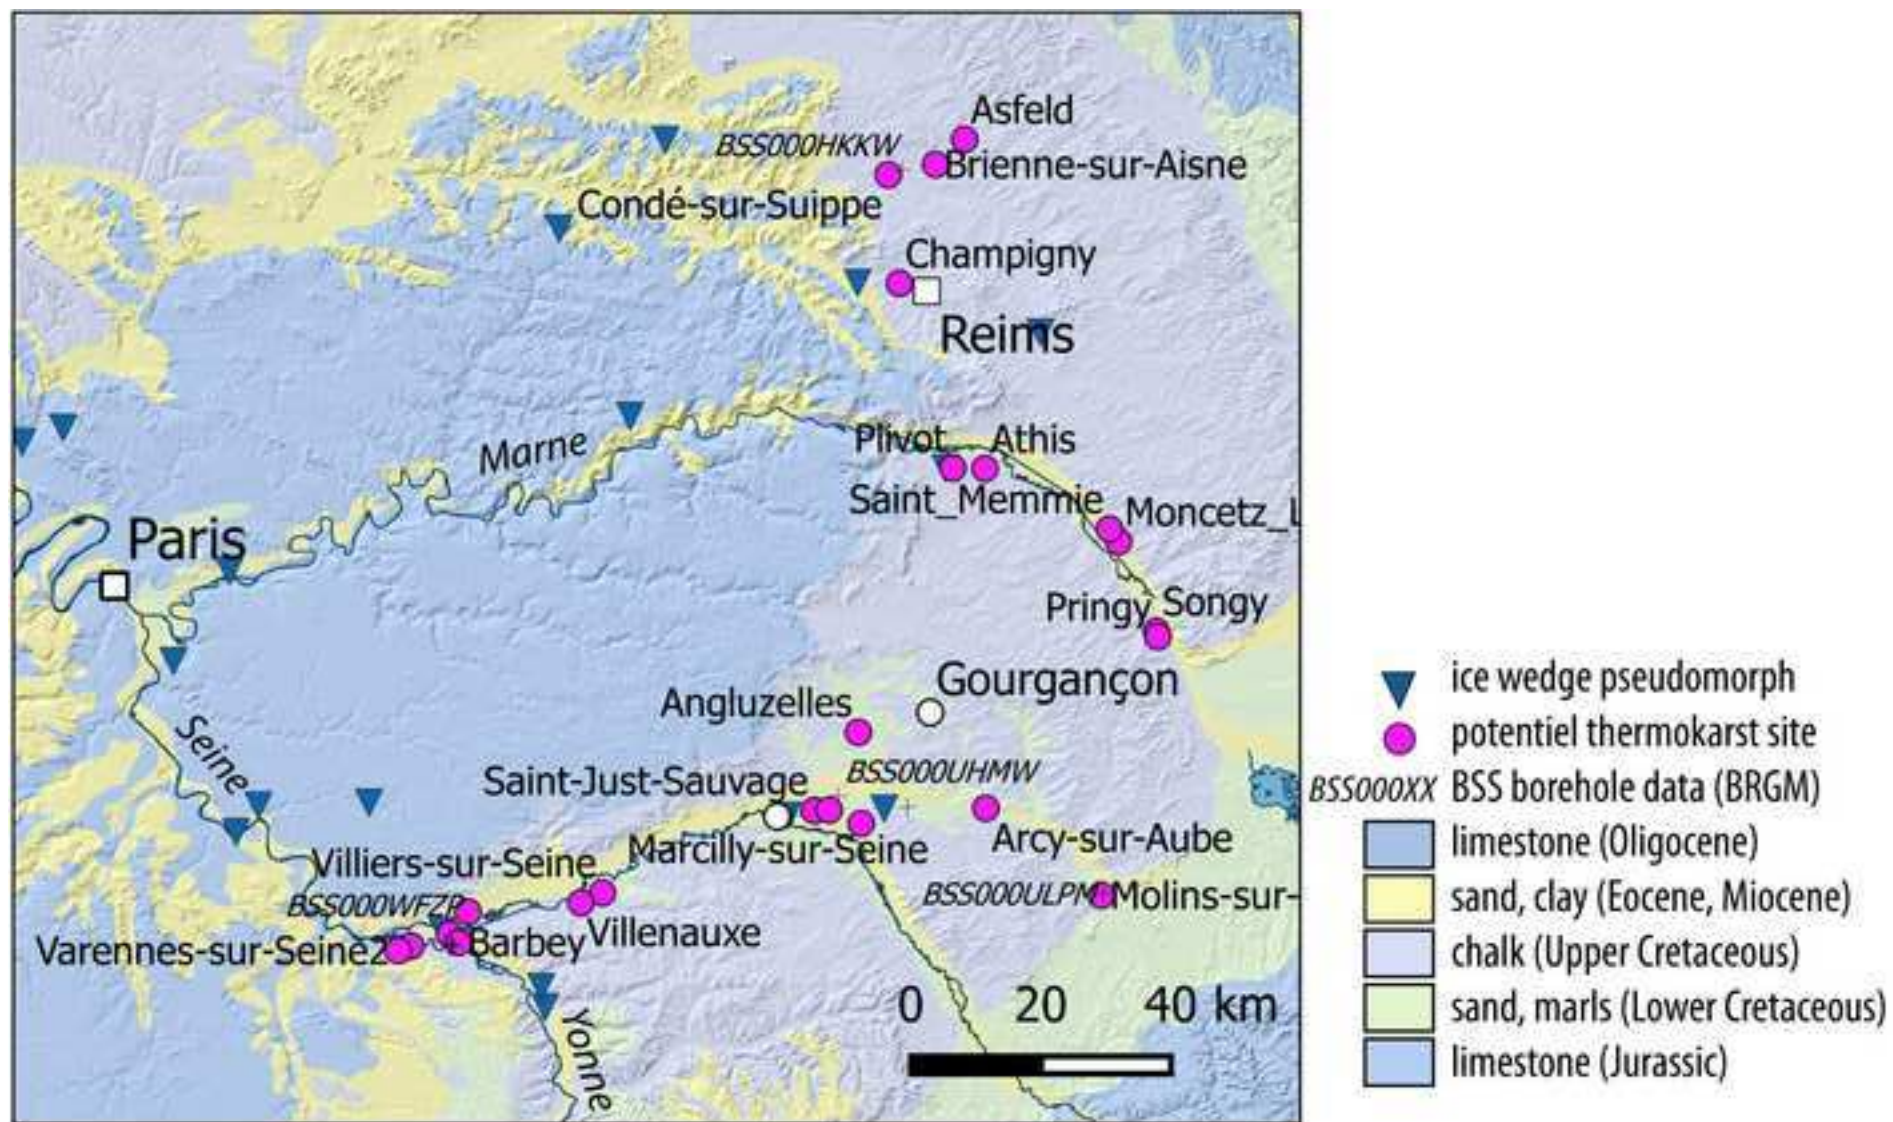 Asfeld
BSS000HKKW
Brienne-sur-Aisne
Condé-sur-Suippe
Champigny
Reims
Marne
Plivot
Athis
Saint_Memmie
Moncetz_L
Paris
Pringy
Songy
Gourgançon
Angluzelles
Seine
Saint-Just-Sauvage
BSS000UHMW
Marcilly-sur-Seine
Arcy-sur-Aube
Villiers-sur-Seine
BSS000WFZP
BSS000ULPM
Molins-sur-
Varennes-sur-Seine2
Barbey
Villenauxe
Yonne
0 20 40 km
ice wedge pseudomorph
potentiel thermokarst site
BSS000XX BSS borehole data (BRGM)
limestone (Oligocene)
sand, clay (Eocene, Miocene)
chalk (Upper Cretaceous)
sand, marls (Lower Cretaceous)
limestone (Jurassic)